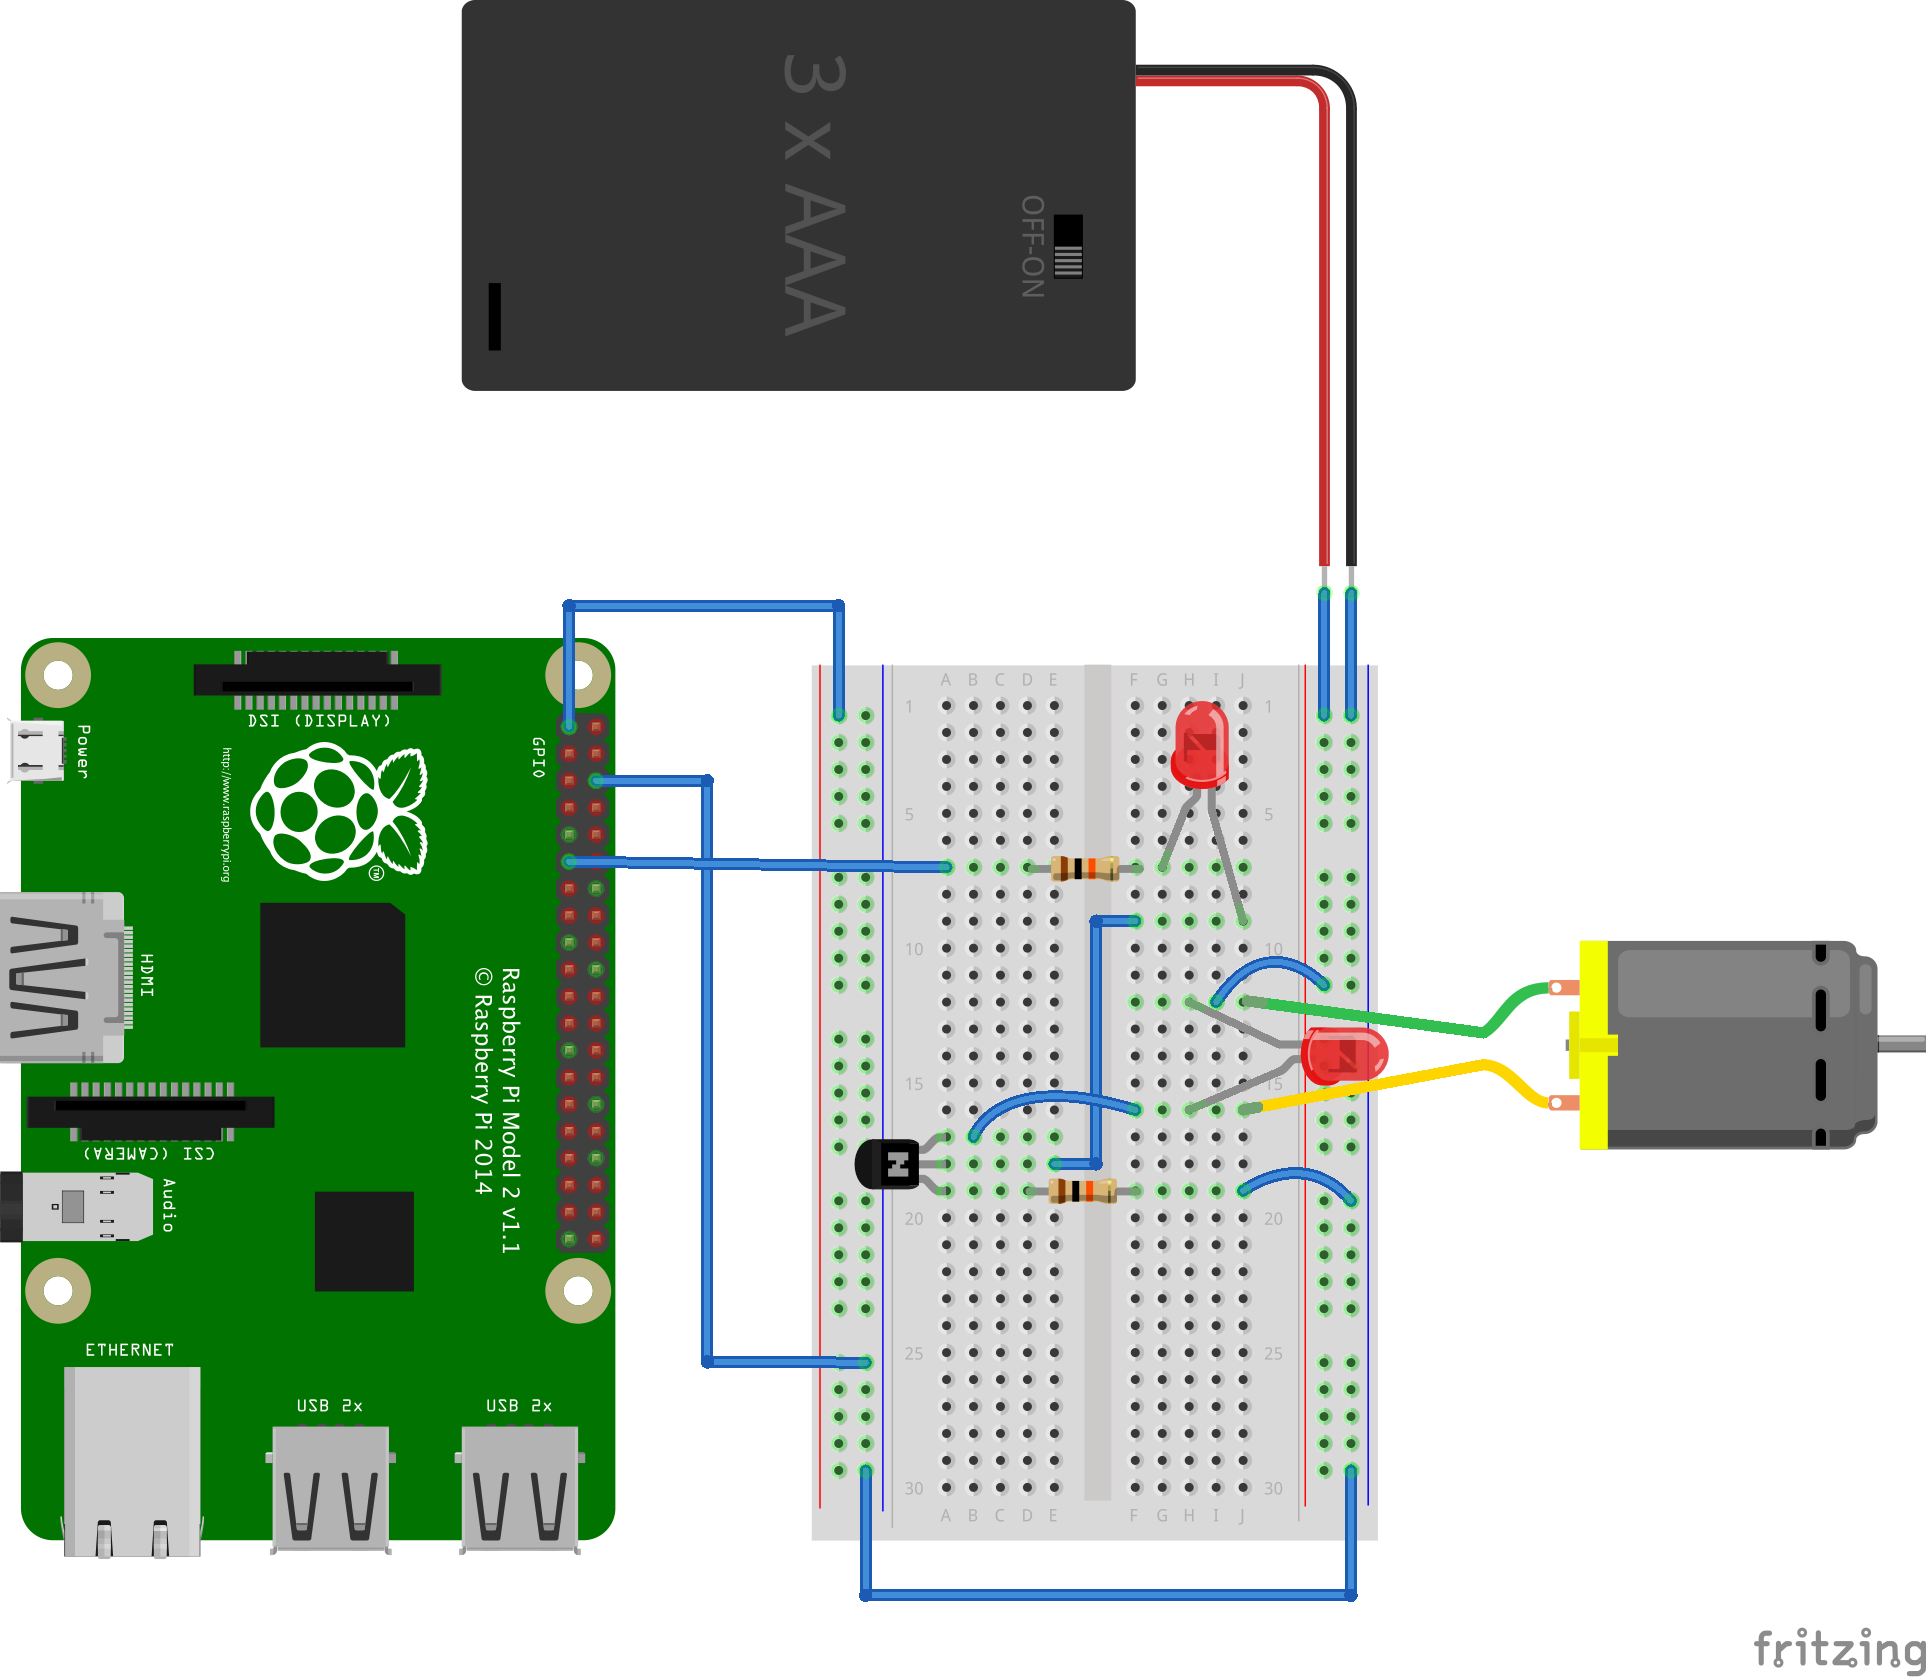 3 x AAA
OFF-ON
DSI (DISPLAY)
Power
GPIO
http://www.raspberrypi.org
TM
HDMI
Raspberry Pi Model 2 v1.1
© Raspberry Pi 2014
CSI (CAMERA)
Audio
ETHERNET
USB 2x
USB 2x
A B C D E F G H I J
1 1
5 5
10 10
15 15
20 20
25 25
30 30
A B C D E F G H I J
fritzing